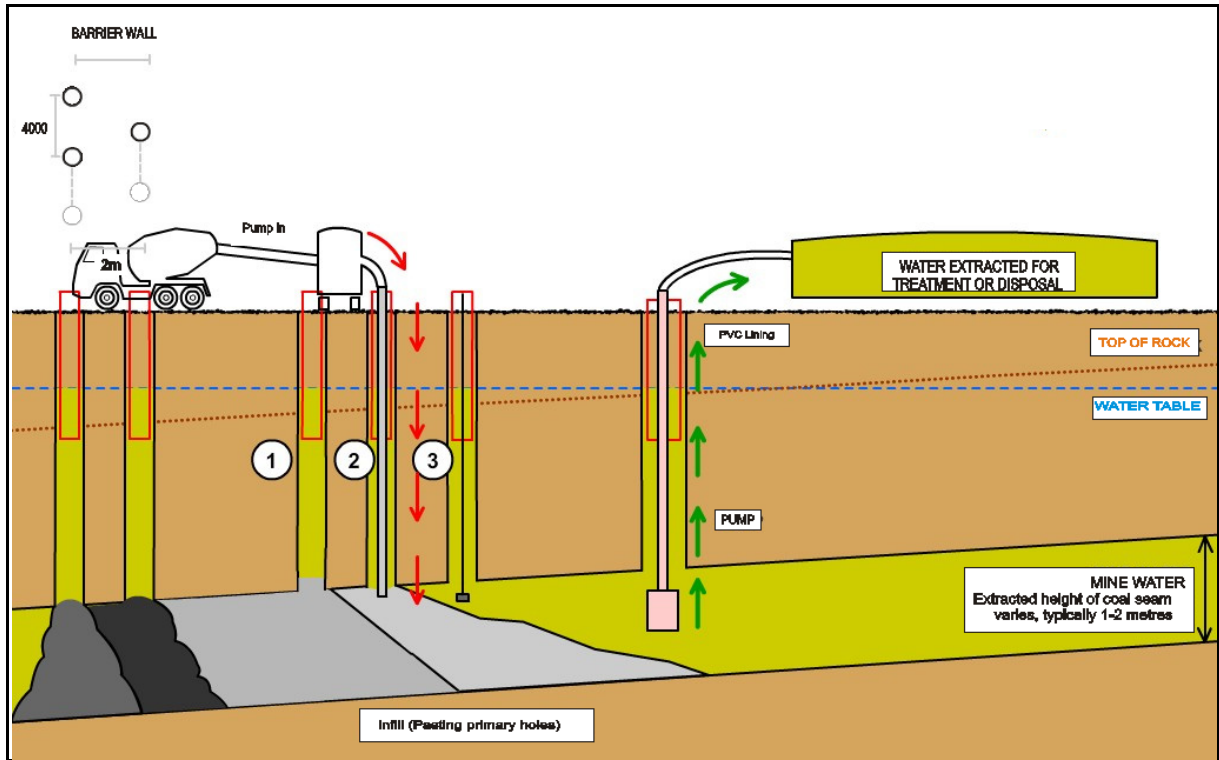 BARRIER WALL
4000
2m
Pump in
WATER EXTRACTED FOR
TREATMENT OR DISPOSAL
PVC Lining
TOP OF ROCK
WATER TABLE
1
2
3
PUMP
MINE WATER
Extracted height of coal seam
varies, typically 1-2 metres
Infill (Pasting primary holes)